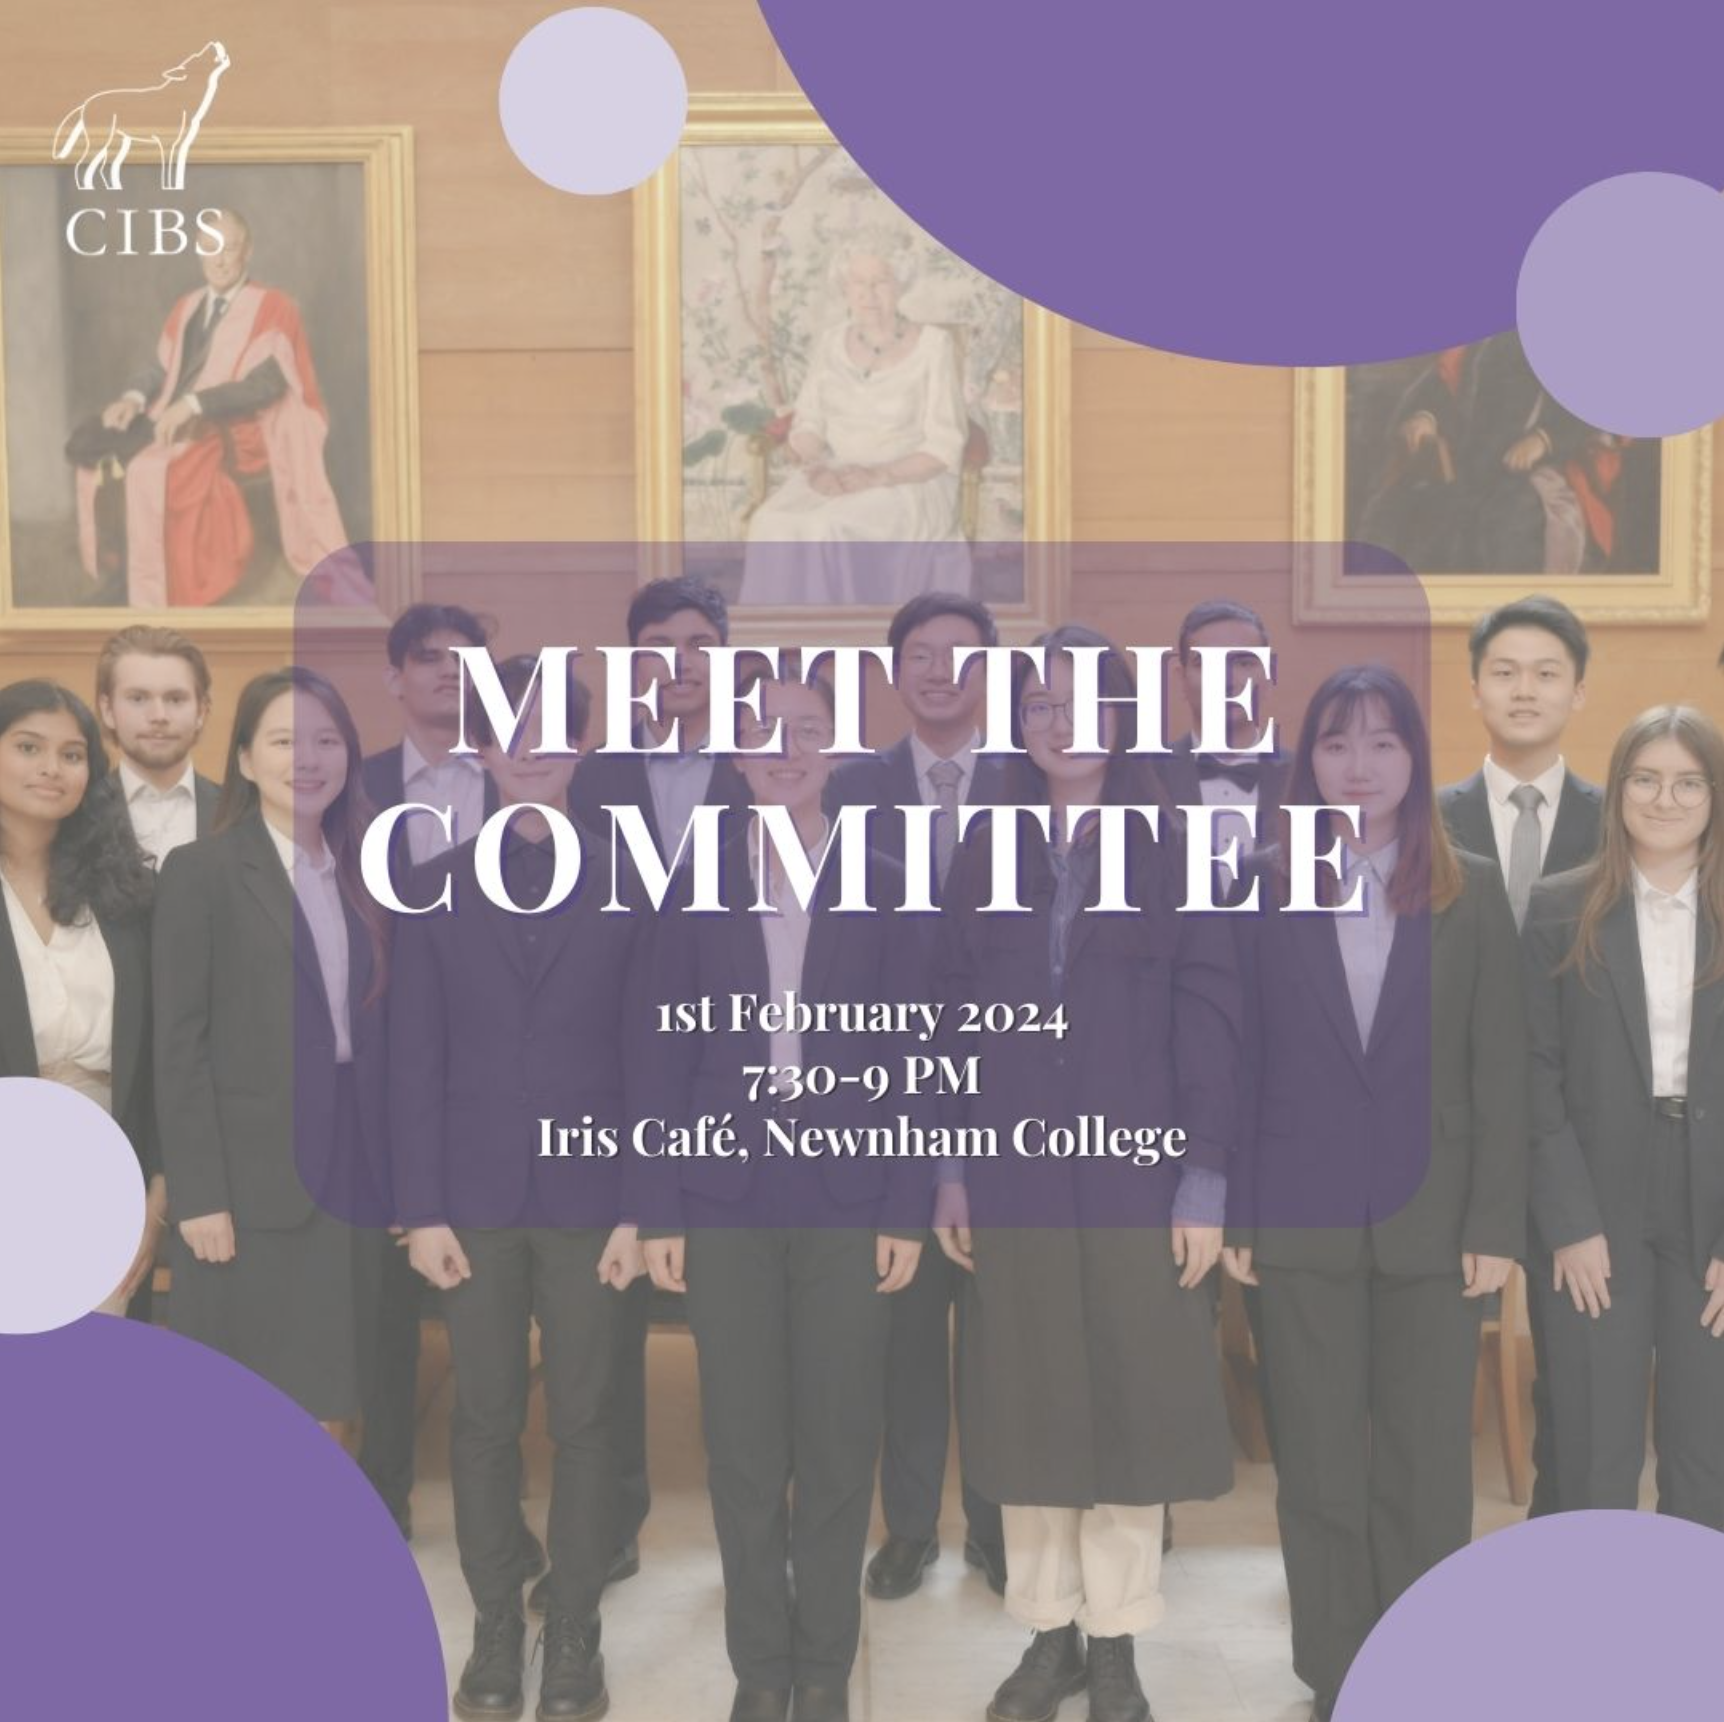 CIBS
MEET THE
COMMITTEE
1st February 2024
7:30-9 PM
Iris Café, Newnham College